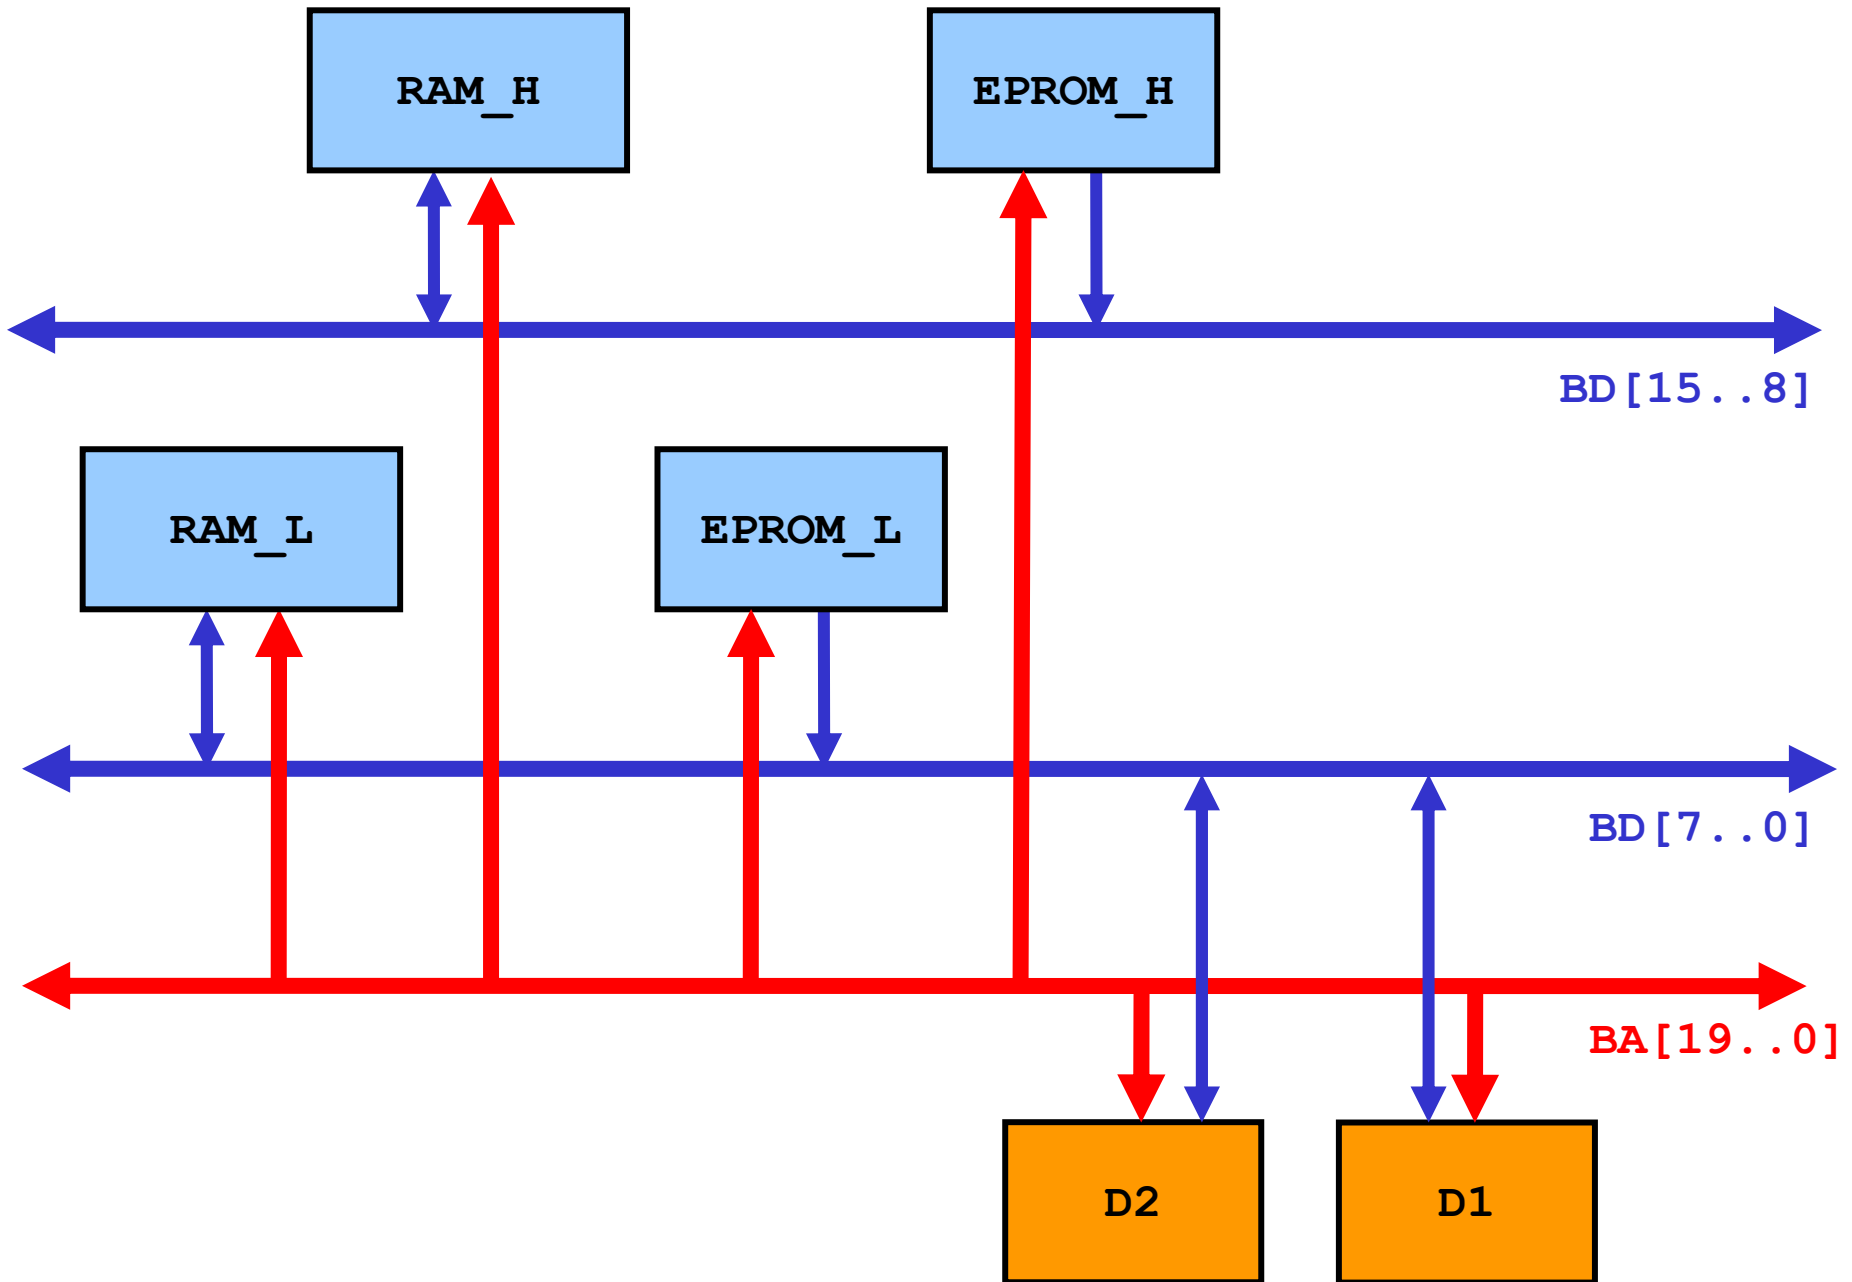 RAM_H
EPROM_H
BD[15..8]
RAM_L
EPROM_L
BD[7..0]
BA[19..0]
D2
D1